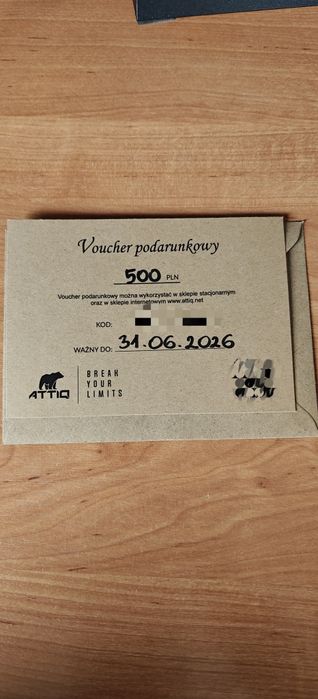 Voucher podarunkowy
500 PLN
Voucher podarunkowy można wykorzystać w sklepie stacjonarnym
oraz w sklepie internetowym www.attiq.net
KOD:
WAŻNY DO: 31.06.2026
ATTIQ
BREAK
YOUR
LIMITS